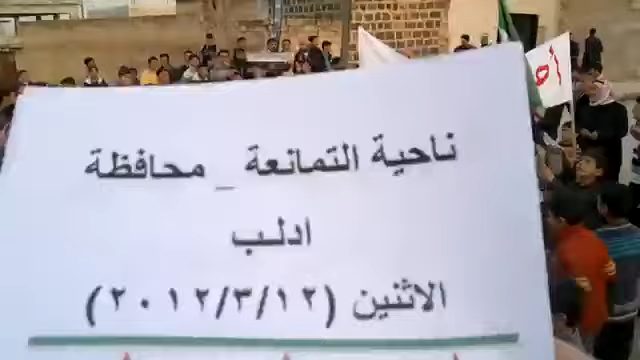 ناحية التمانعة _ محافظة
ادلب
الاثنين (٢٠١٢/٣/١٢)